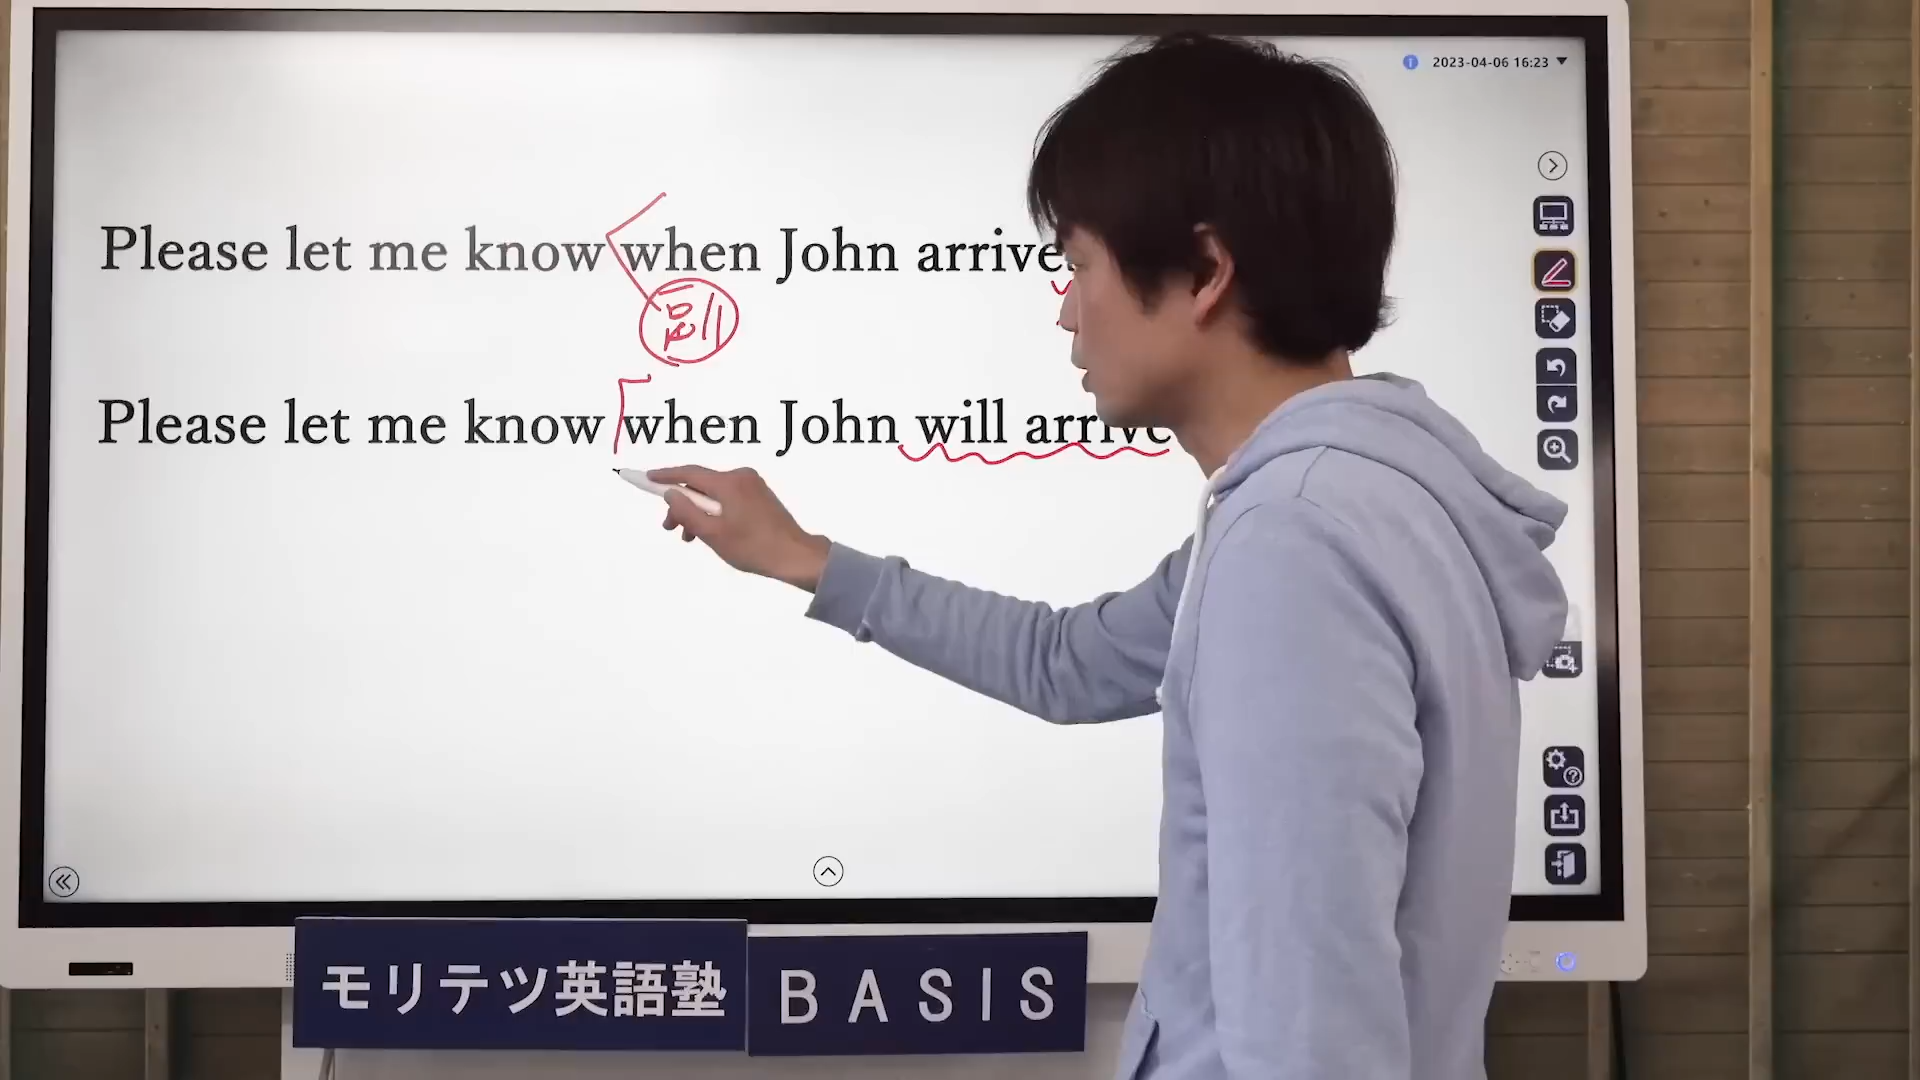 2023-04-06 16:23
Please let me know when John arrives
副
Please let me know when John will arrive
モリテツ英語塾
BASIS